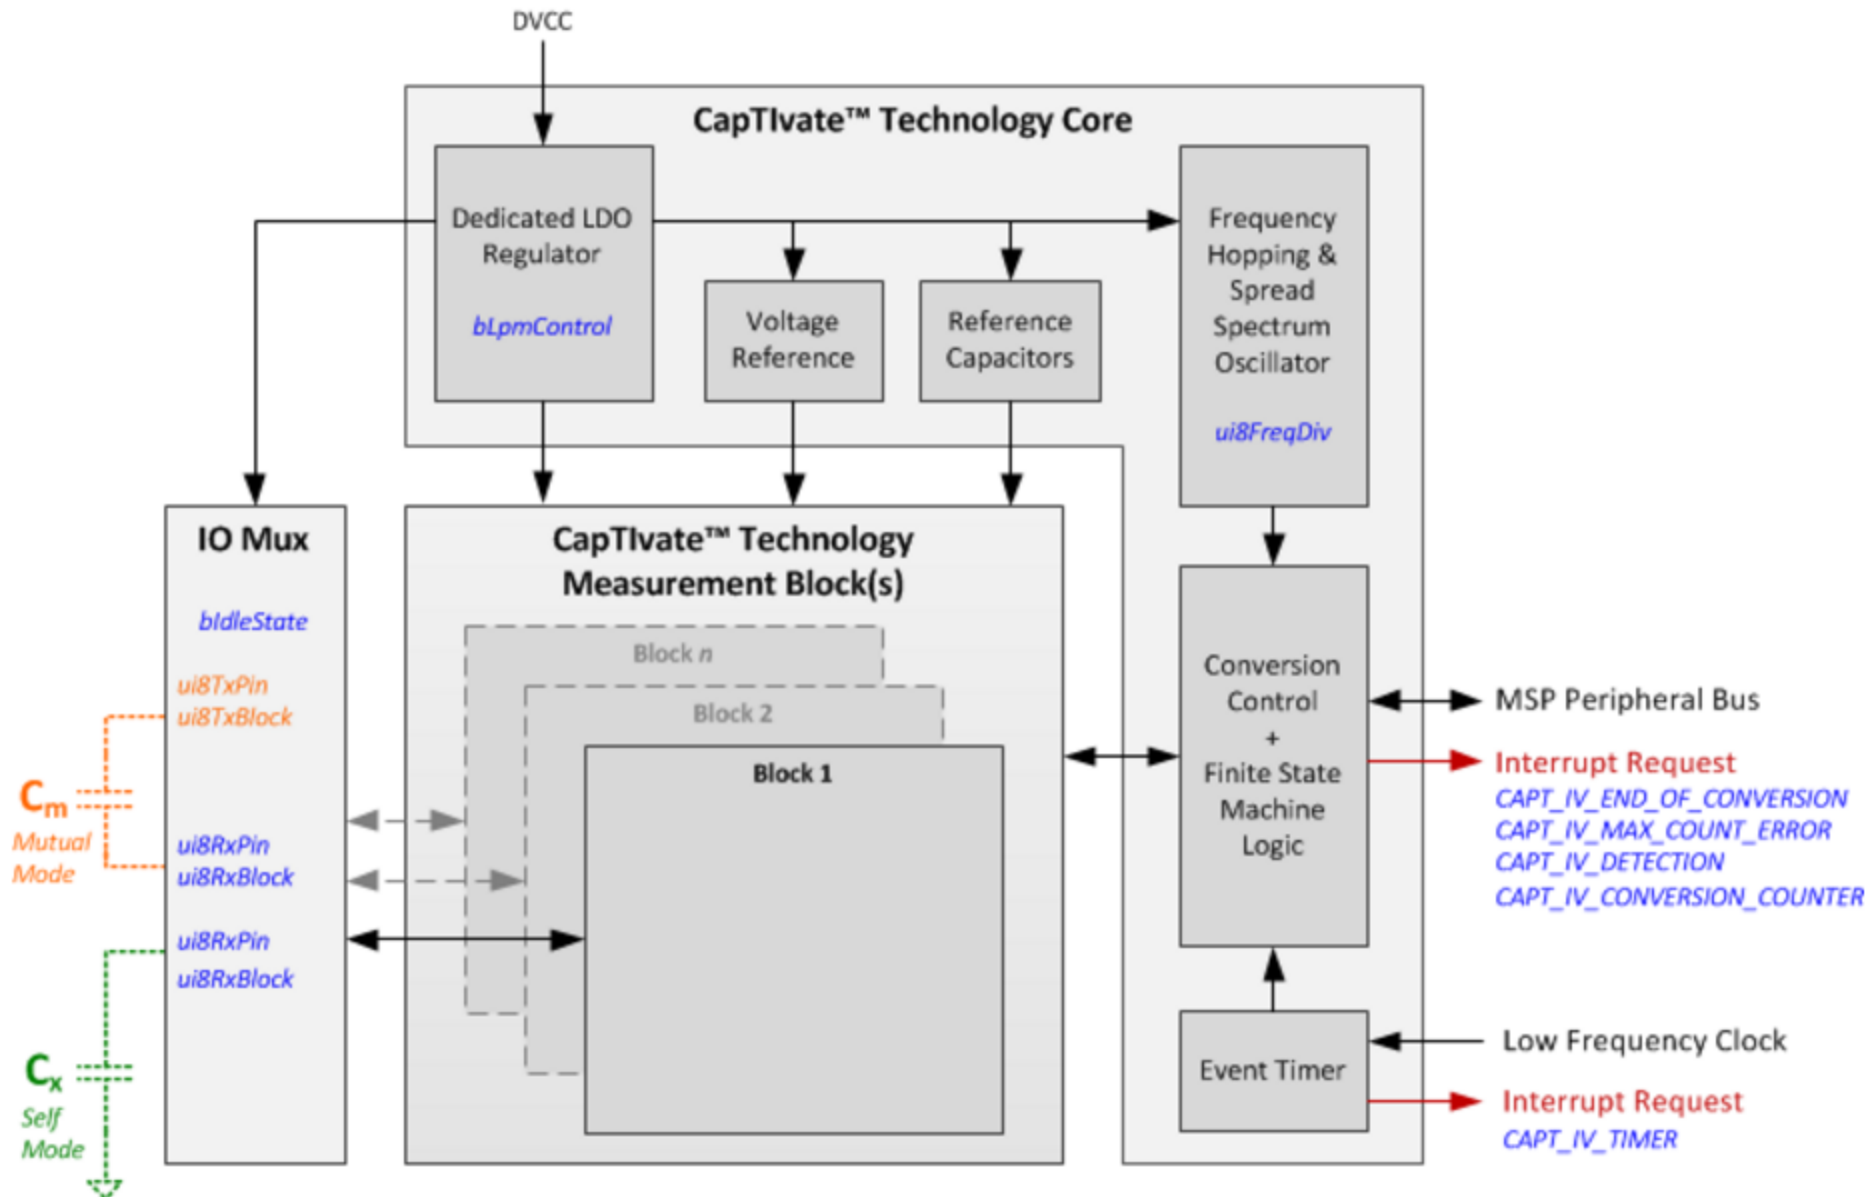 DVCC
CapTIvate™ Technology Core
Dedicated LDO
Regulator
bLpmControl
Voltage
Reference
Reference
Capacitors
Frequency
Hopping &
Spread
Spectrum
Oscillator
ui8FreqDiv
IO Mux
bIdleState
ui8TxPin
ui8TxBlock
Cm
Mutual
Mode
ui8RxPin
ui8RxBlock
ui8RxPin
ui8RxBlock
Cx
Self
Mode
CapTIvate™ Technology
Measurement Block(s)
Block n
Block 2
Block 1
Conversion
Control
+
Finite State
Machine
Logic
MSP Peripheral Bus
Interrupt Request
CAPT_IV_END_OF_CONVERSION
CAPT_IV_MAX_COUNT_ERROR
CAPT_IV_DETECTION
CAPT_IV_CONVERSION_COUNTER
Event Timer
Low Frequency Clock
Interrupt Request
CAPT_IV_TIMER